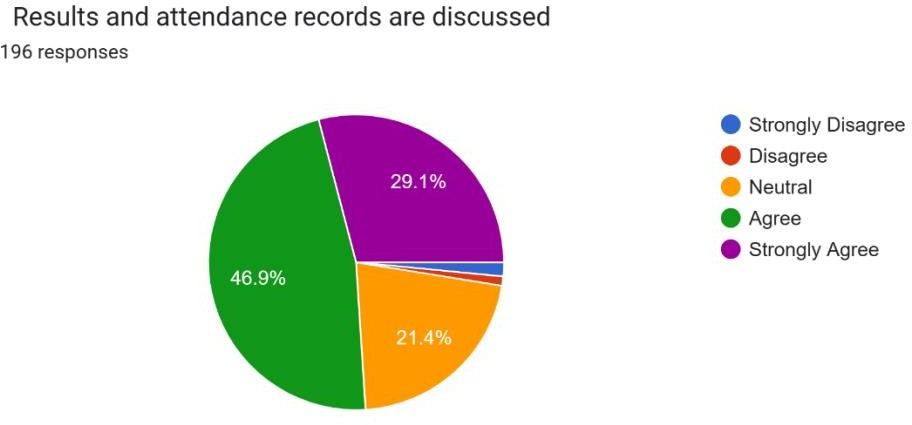 Results and attendance records are discussed
196 responses
29.1%
46.9%
21.4%
Strongly Disagree
Disagree
Neutral
Agree
Strongly Agree